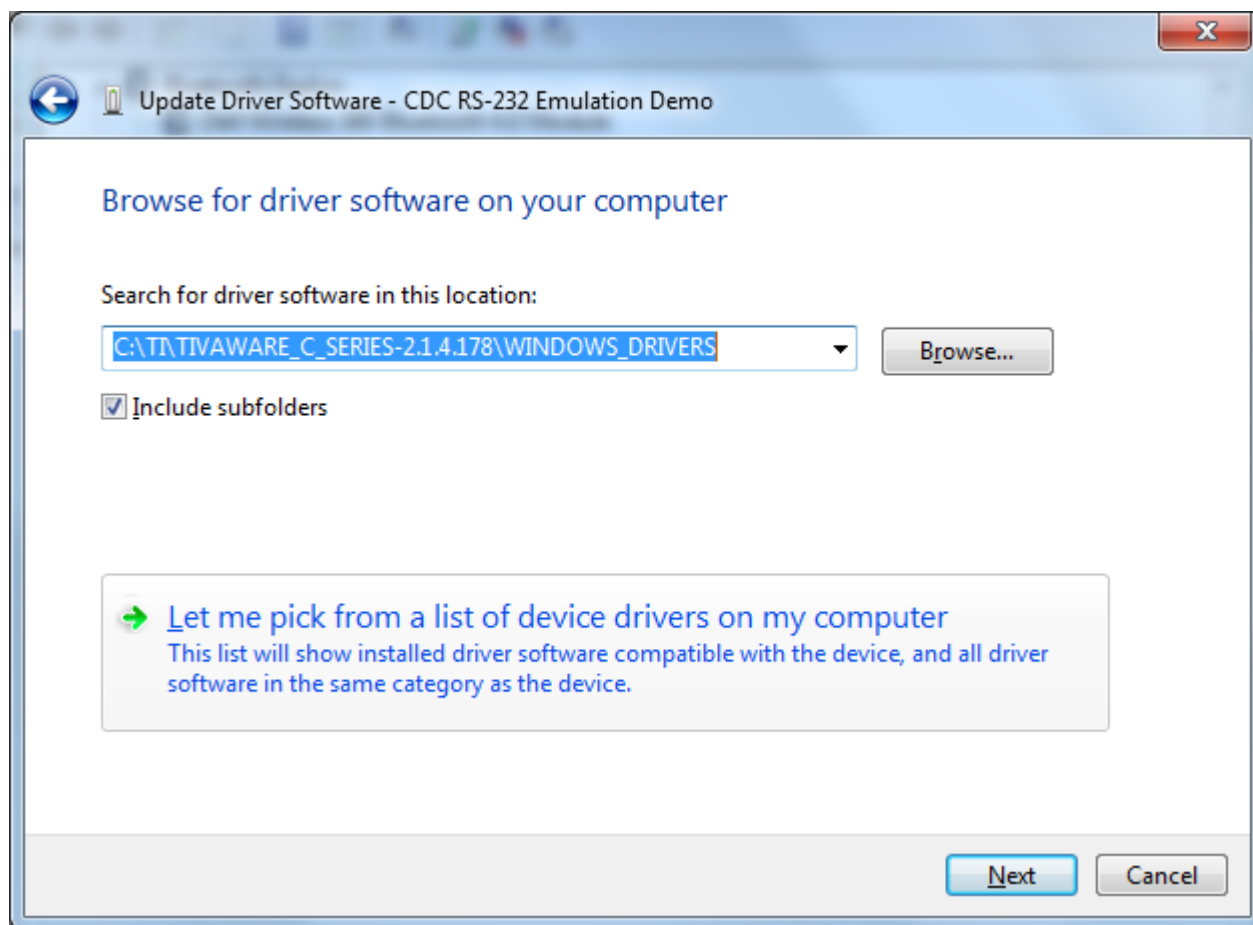 Update Driver Software - CDC RS-232 Emulation Demo
Browse for driver software on your computer
Search for driver software in this location:
C:\TI\TIVAWARE_C_SERIES-2.1.4.178\WINDOWS_DRIVERS
Browse...
Include subfolders
Let me pick from a list of device drivers on my computer
This list will show installed driver software compatible with the device, and all driver
software in the same category as the device.
Next
Cancel